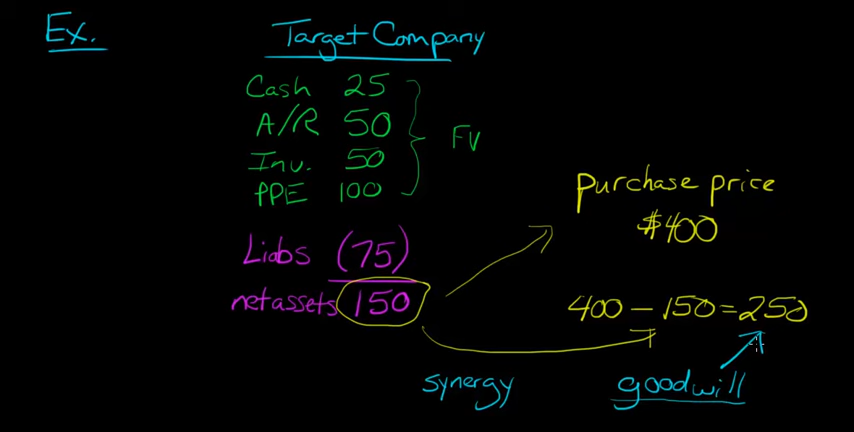 Ex.
Target Company
Cash 25
A/R 50
Inv. 50
PPE 100
FV
Liabs (75)
net assets 150
purchase price
$400
400 - 150 = 250
synergy
goodwill